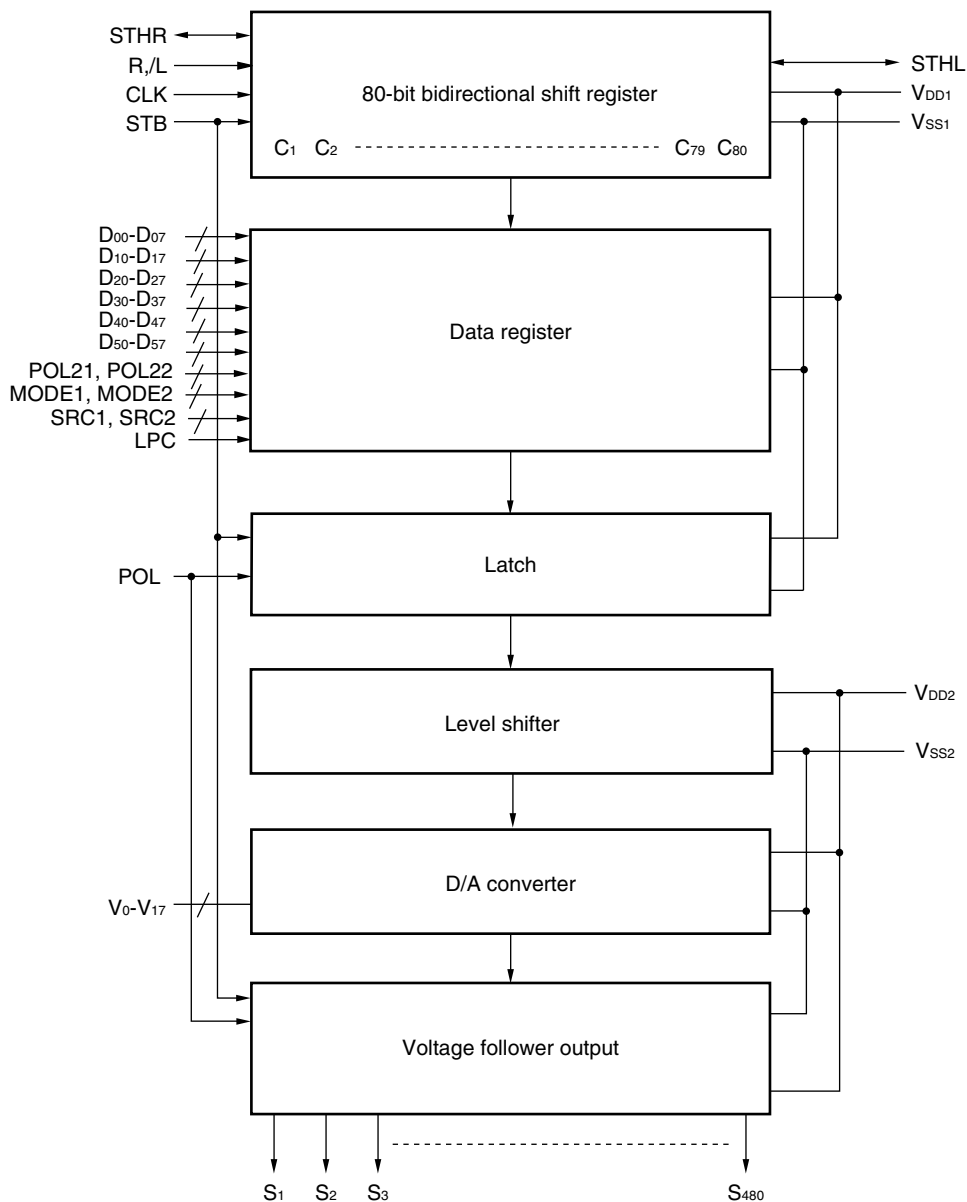 STHR
R,/L
CLK
STB
80-bit bidirectional shift register
C1 C2 C79 C80
STHL
VDD1
VSS1
D00-D07
D10-D17
D20-D27
D30-D37
D40-D47
D50-D57
POL21, POL22
MODE1, MODE2
SRC1, SRC2
LPC
Data register
POL
Latch
Level shifter
VDD2
VSS2
V0-V17
D/A converter
Voltage follower output
S1 S2 S3 S480